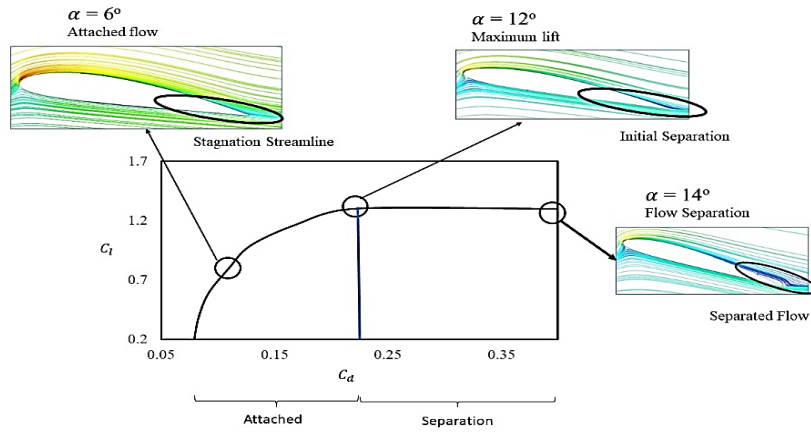 α = 6°
Attached flow
Stagnation Streamline
α = 12°
Maximum lift
Initial Separation
α = 14°
Flow Separation
Separated Flow
1.7
1.2
C_l
0.7
0.2
0.05
0.15
0.25
0.35
C_d
Attached
Separation